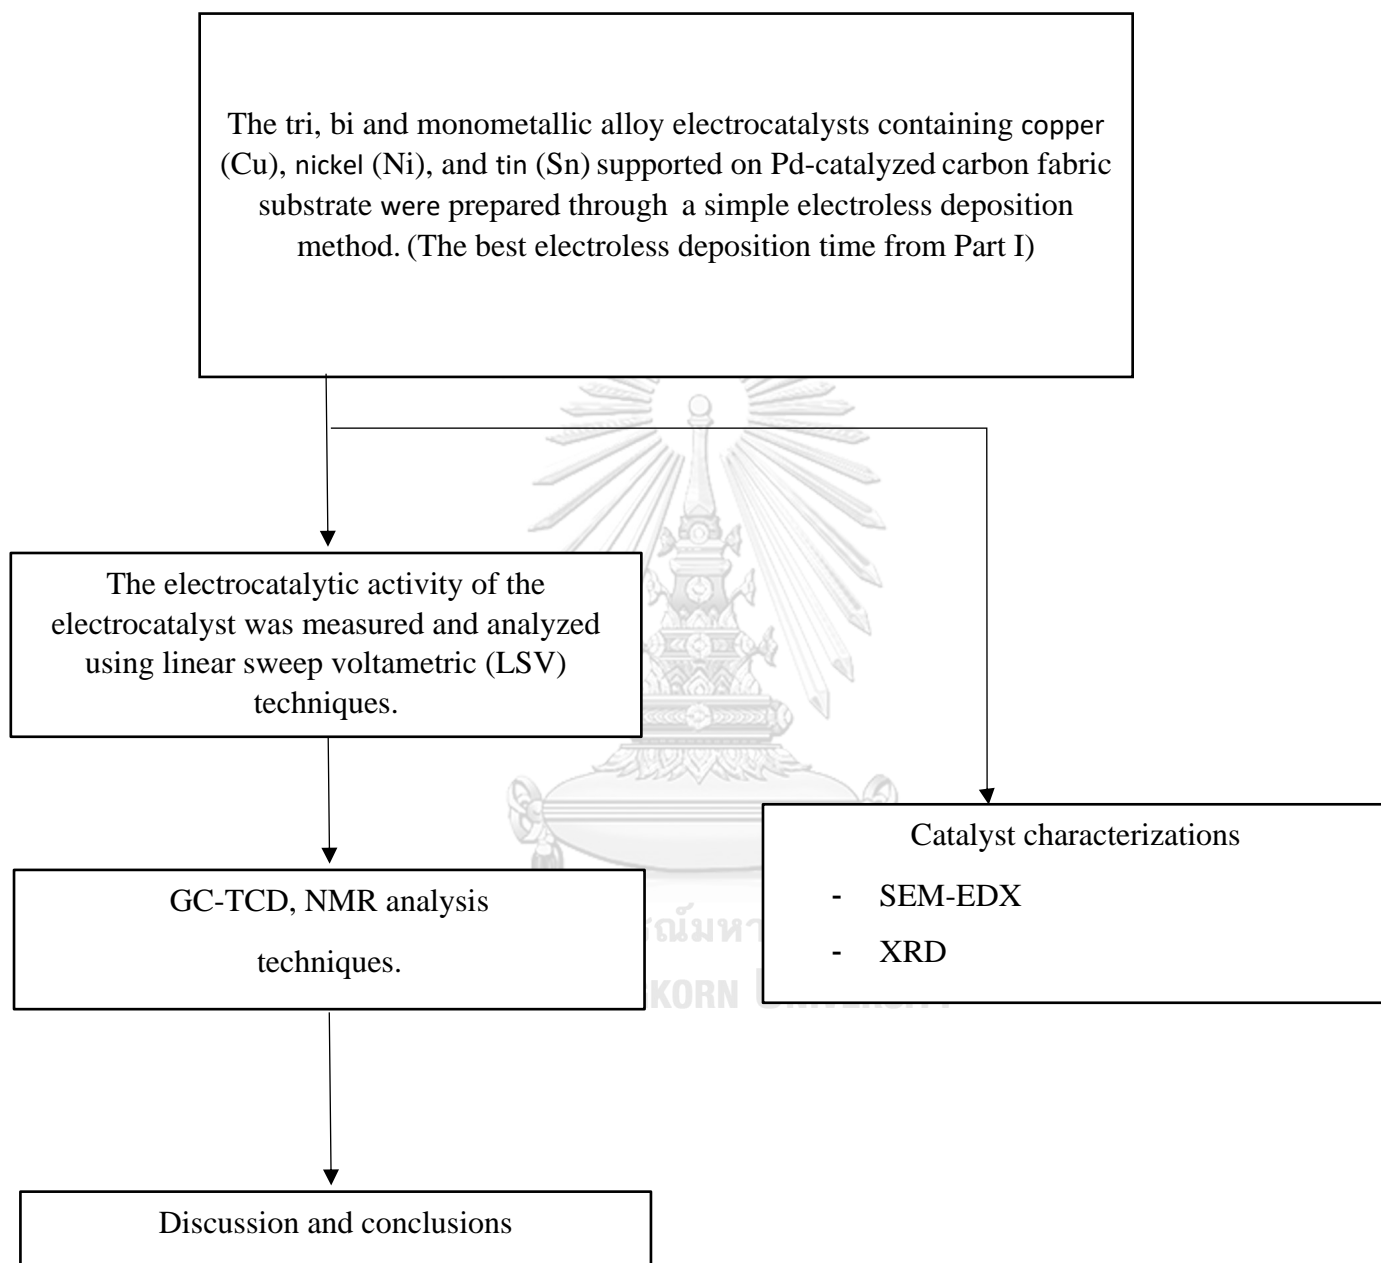 The tri, bi and monometallic alloy electrocatalysts containing copper
(Cu), nickel (Ni), and tin (Sn) supported on Pd-catalyzed carbon fabric
substrate were prepared through a simple electroless deposition
method. (The best electroless deposition time from Part I)
The electrocatalytic activity of the
electrocatalyst was measured and analyzed
using linear sweep voltametric (LSV)
techniques.
Catalyst characterizations
- SEM-EDX
- XRD
GC-TCD, NMR analysis
techniques.
Discussion and conclusions